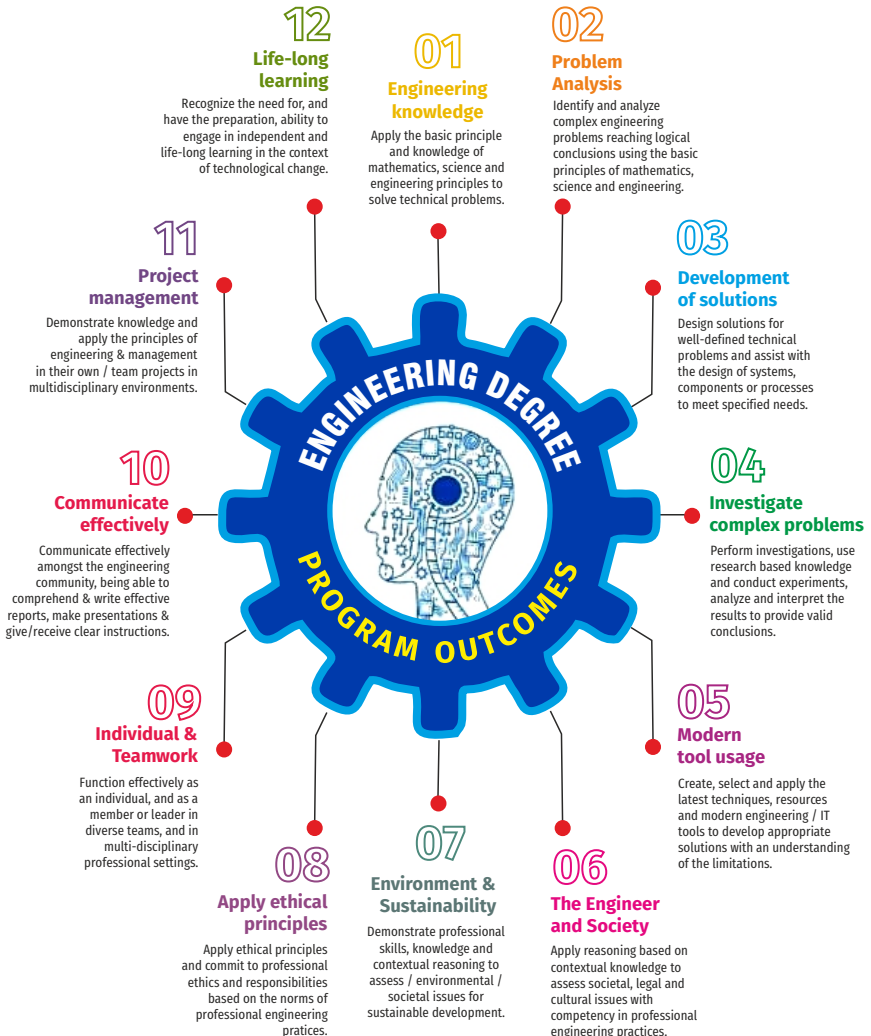 01
Engineering
knowledge
Apply the basic principle
and knowledge of
mathematics, science and
engineering principles to
solve technical problems.
02
Problem
Analysis
Identify and analyze
complex engineering
problems reaching logical
conclusions using the basic
principles of mathematics,
science and engineering.
03
Development
of solutions
Design solutions for
well-defined technical
problems and assist with
the design of systems,
components or processes
to meet specified needs.
04
Investigate
complex problems
Perform investigations, use
research based knowledge
and conduct experiments,
analyze and interpret the
results to provide valid
conclusions.
05
Modern
tool usage
Create, select and apply the
latest techniques, resources
and modern engineering / IT
tools to develop appropriate
solutions with an understanding
of the limitations.
06
The Engineer
and Society
Apply reasoning based on
contextual knowledge to
assess societal, legal and
cultural issues with
competency in professional
engineering practices.
07
Environment &
Sustainability
Demonstrate professional
skills, knowledge and
contextual reasoning to
assess / environmental /
societal issues for
sustainable development.
08
Apply ethical
principles
Apply ethical principles
and commit to professional
ethics and responsibilities
based on the norms of
professional engineering
pratices.
09
Individual &
Teamwork
Function effectively as
an individual, and as a
member or leader in
diverse teams, and in
multi-disciplinary
professional settings.
10
Communicate
effectively
Communicate effectively
amongst the engineering
community, being able to
comprehend & write effective
reports, make presentations &
give/receive clear instructions.
11
Project
management
Demonstrate knowledge and
apply the principles of
engineering & management
in their own / team projects in
multidisciplinary environments.
12
Life-long
learning
Recognize the need for, and
have the preparation, ability to
engage in independent and
life-long learning in the context
of technological change.
ENGINEERING DEGREE
PROGRAM OUTCOMES